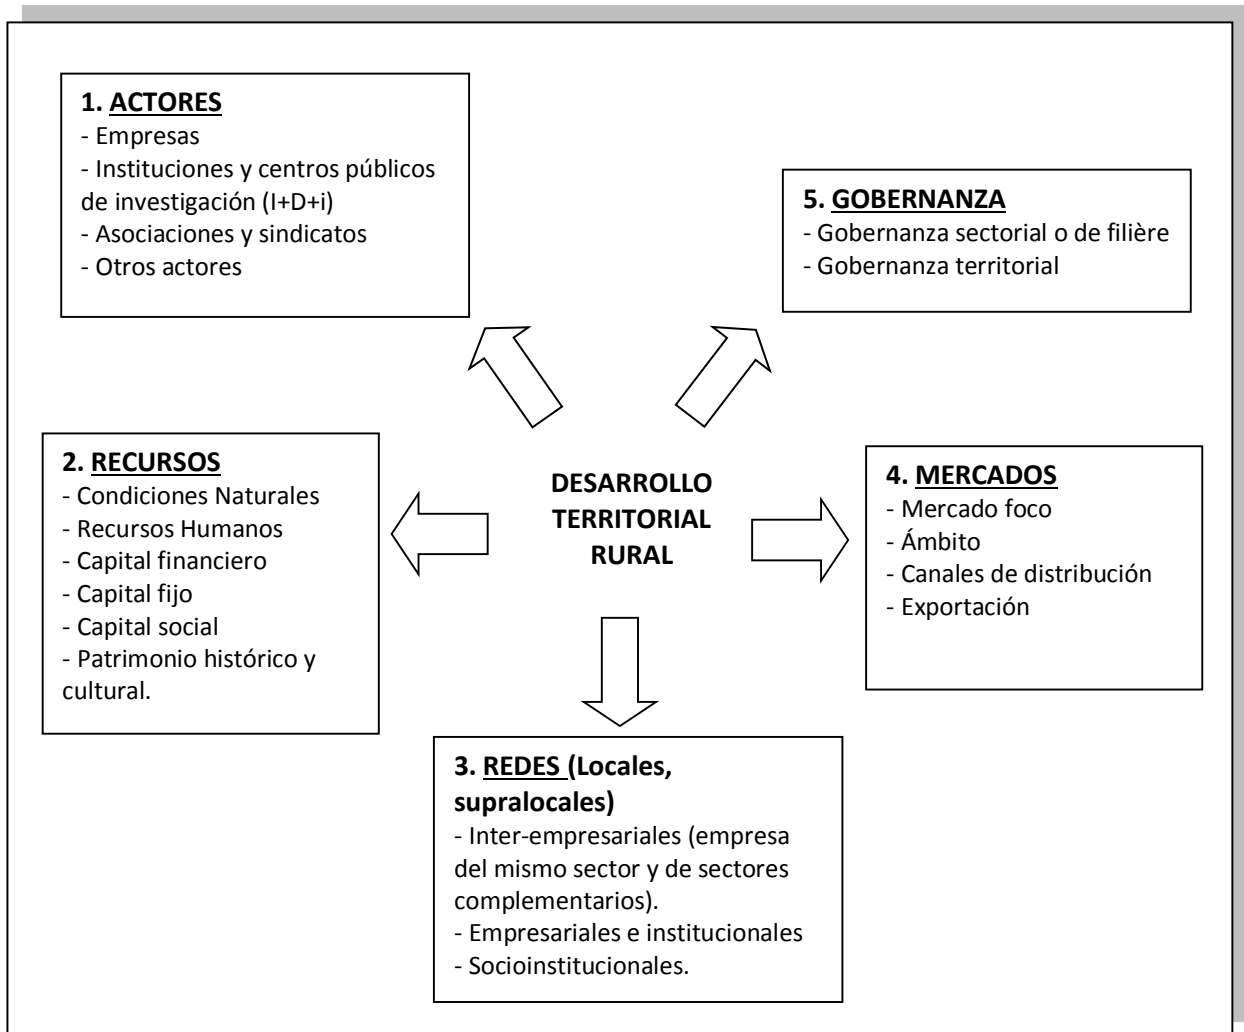 1. ACTORES
- Empresas
- Instituciones y centros públicos
de investigación (I+D+i)
- Asociaciones y sindicatos
- Otros actores
5. GOBERNANZA
- Gobernanza sectorial o de filière
- Gobernanza territorial
2. RECURSOS
- Condiciones Naturales
- Recursos Humanos
- Capital financiero
- Capital fijo
- Capital social
- Patrimonio histórico y
cultural.
DESARROLLO
TERRITORIAL
RURAL
4. MERCADOS
- Mercado foco
- Ámbito
- Canales de distribución
- Exportación
3. REDES (Locales,
supralocales)
- Inter-empresariales (empresa
del mismo sector y de sectores
complementarios).
- Empresariales e institucionales
- Socioinstitucionales.